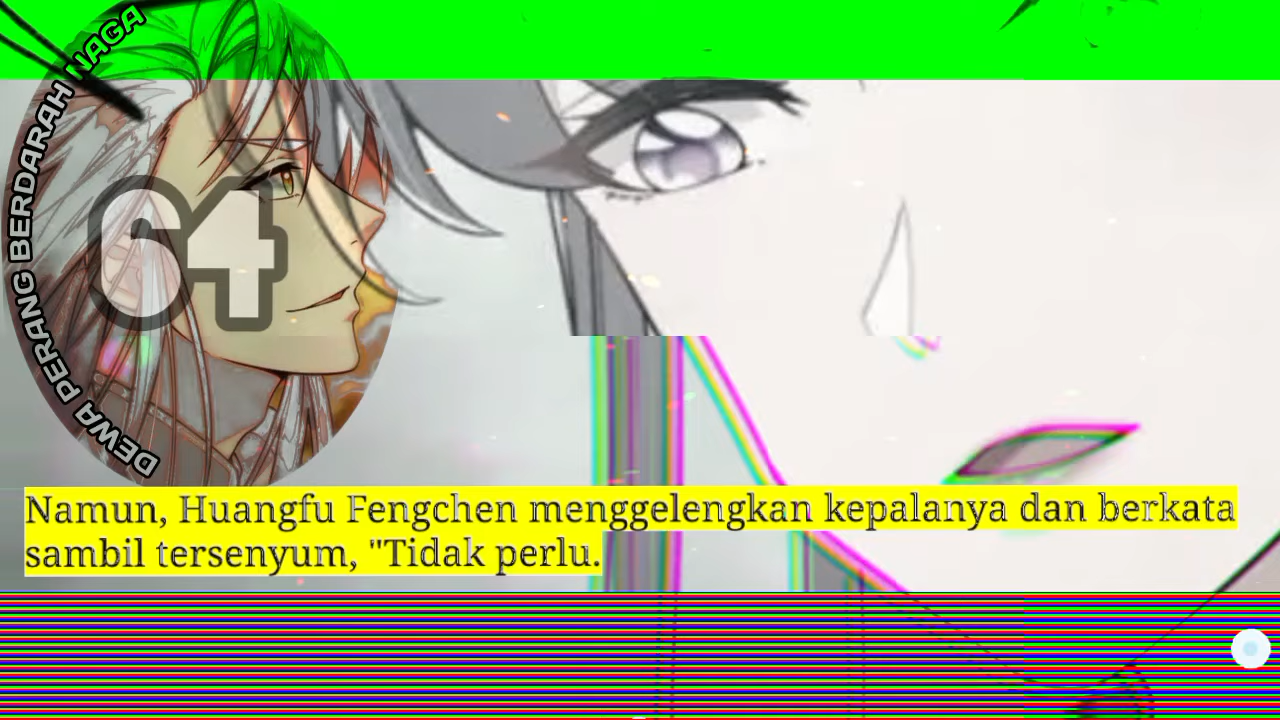 DEWA PERANG BERDARAH NAGA
64
Namun, Huangfu Fengchen menggelengkan kepalanya dan berkata
sambil tersenyum, "Tidak perlu.